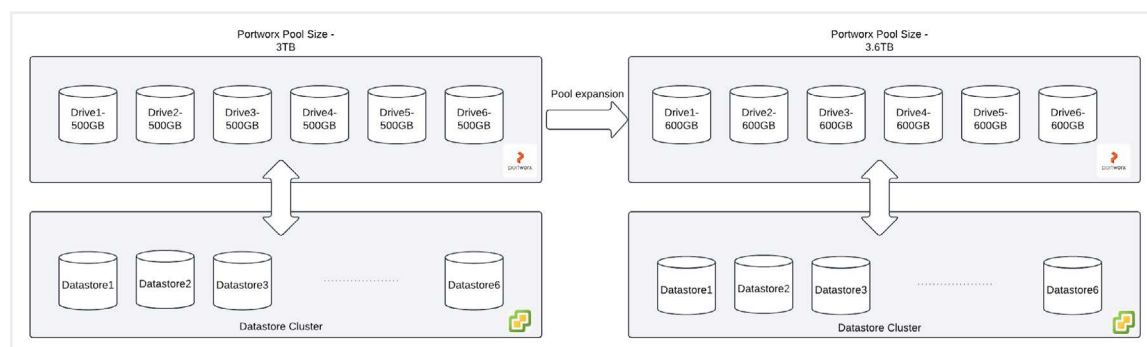 Portworx Pool Size -
3TB
Drive1-
500GB
Drive2-
500GB
Drive3-
500GB
Drive4-
500GB
Drive5-
500GB
Drive6-
500GB
portworx
Datastore1
Datastore2
Datastore3
Datastore6
Datastore Cluster
Pool expansion
Portworx Pool Size -
3.6TB
Drive1-
600GB
Drive2-
600GB
Drive3-
600GB
Drive4-
600GB
Drive5-
600GB
Drive6-
600GB
portworx
Datastore1
Datastore2
Datastore3
Datastore6
Datastore Cluster